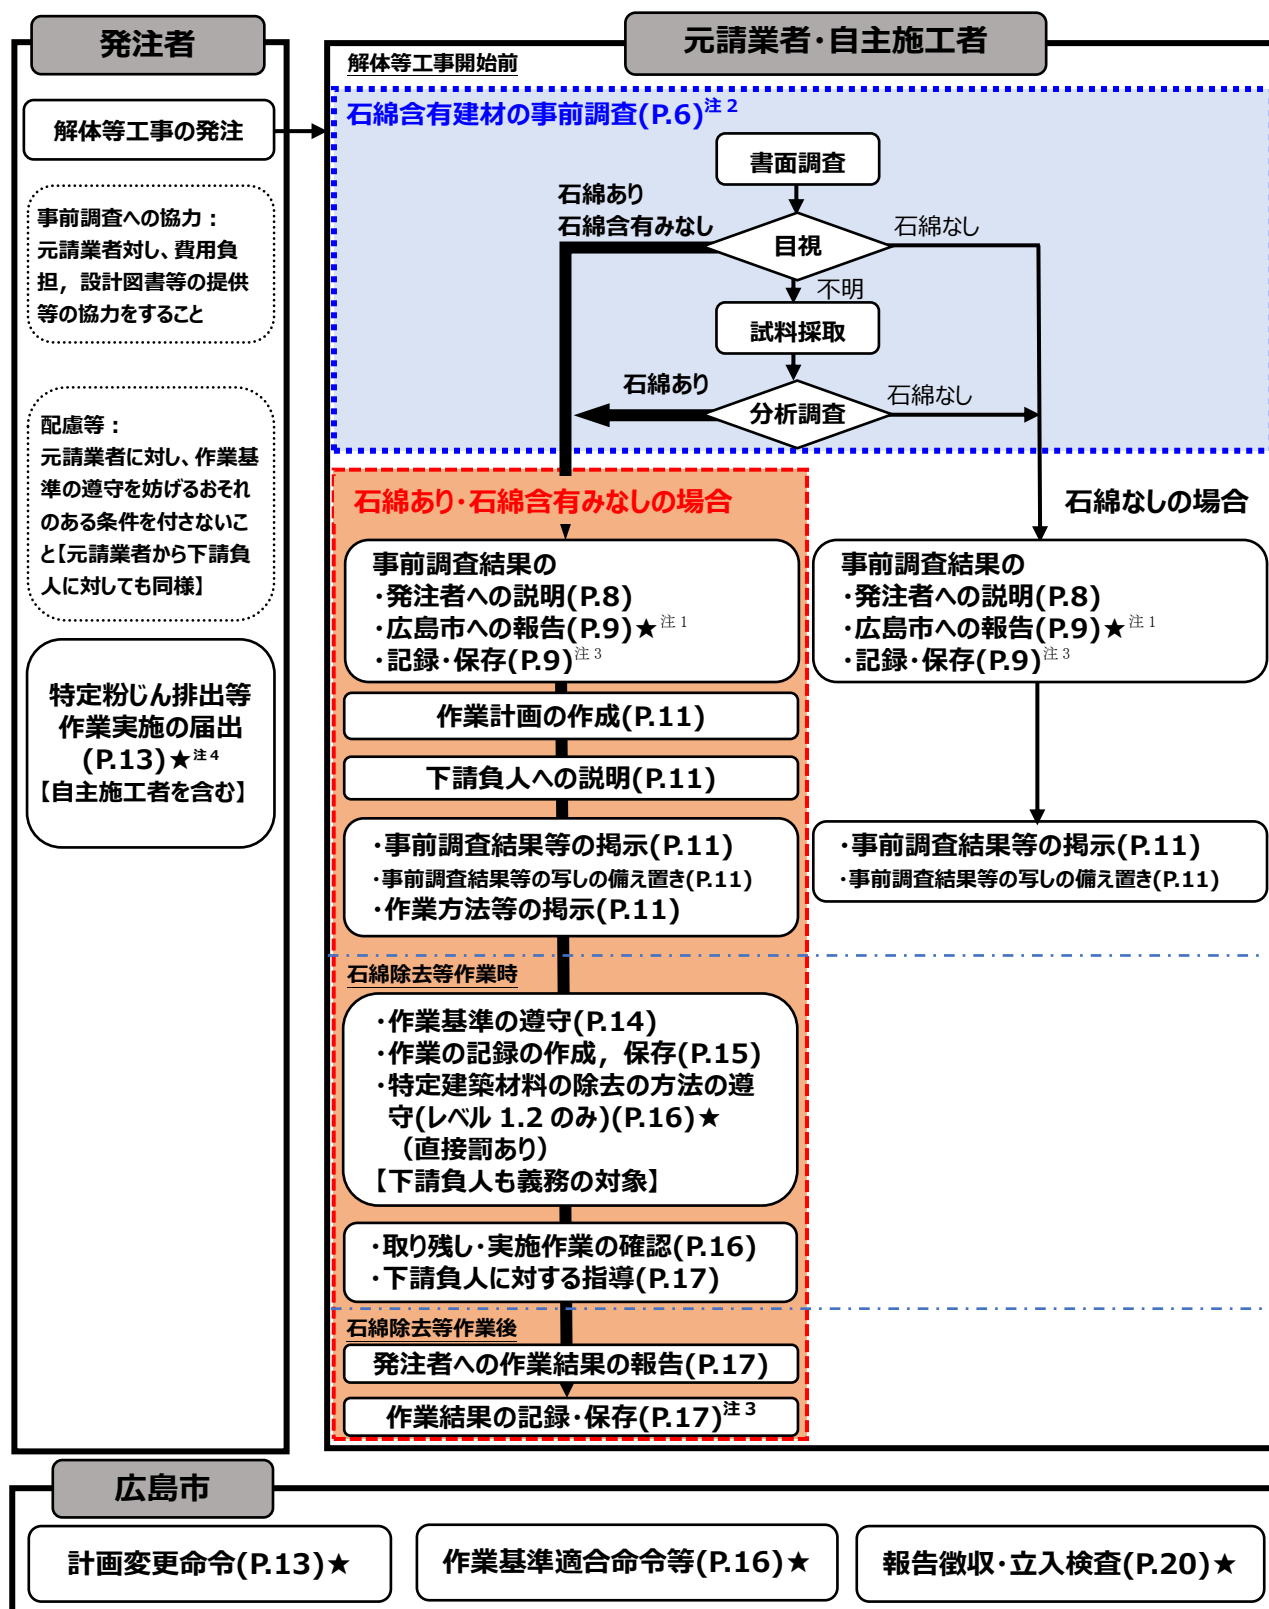 発注者
解体等工事の発注
事前調査への協力：
元請業者対し、費用負
担，設計図書等の提供
等の協力をすること
配慮等：
元請業者に対し、作業基
準の遵守を妨げるおそれ
のある条件を付さないこ
と【元請業者から下請負
人に対しても同様】
特定粉じん排出等
作業実施の届出
(P.13)★注４
【自主施工者を含む】
元請業者・自主施工者
解体等工事開始前
石綿含有建材の事前調査(P.6)注２
書面調査
石綿あり
石綿含有みなし
目視
石綿なし
不明
試料採取
石綿あり
分析調査
石綿なし
石綿あり・石綿含有みなしの場合
事前調査結果の
・発注者への説明(P.8)
・広島市への報告(P.9)★注１
・記録・保存(P.9)注３
作業計画の作成(P.11)
下請負人への説明(P.11)
・事前調査結果等の掲示(P.11)
・事前調査結果等の写しの備え置き(P.11)
・作業方法等の掲示(P.11)
石綿なしの場合
事前調査結果の
・発注者への説明(P.8)
・広島市への報告(P.9)★注１
・記録・保存(P.9)注３
・事前調査結果等の掲示(P.11)
・事前調査結果等の写しの備え置き(P.11)
石綿除去等作業時
・作業基準の遵守(P.14)
・作業の記録の作成，保存(P.15)
・特定建築材料の除去の方法の遵
守(レベル 1.2 のみ)(P.16)★
（直接罰あり）
【下請負人も義務の対象】
・取り残し・実施作業の確認(P.16)
・下請負人に対する指導(P.17)
石綿除去等作業後
発注者への作業結果の報告(P.17)
作業結果の記録・保存(P.17)注３
広島市
計画変更命令(P.13)★
作業基準適合命令等(P.16)★
報告徴収・立入検査(P.20)★